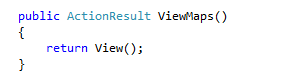 public ActionResult ViewMaps()
{
    return View();
}